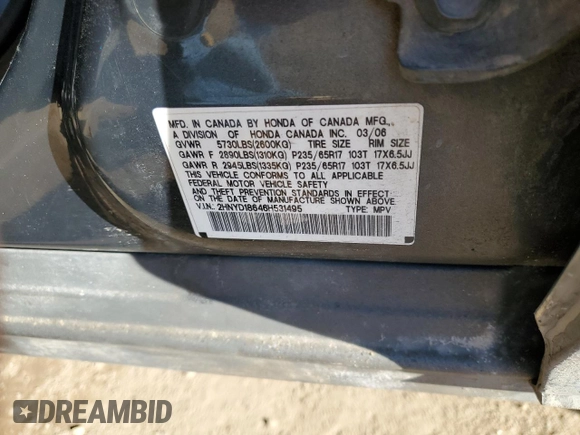 MFD. IN CANADA BY HONDA OF CANADA MFG.,
A DIVISION OF HONDA CANADA INC. 03/06
GVWR 5730LBS(2600KG) TIRE SIZE RIM SIZE
GAWR F 2890LBS(1310KG) P235/65R17 103T 17X6.5JJ
GAWR R 2945LBS(1335KG) P235/65R17 103T 17X6.5JJ
THIS VEHICLE CONFORMS TO ALL APPLICABLE
FEDERAL MOTOR VEHICLE SAFETY
AND THEFT PREVENTION STANDARDS IN EFFECT
ON THE DATE OF MANUFACTURE SHOWN ABOVE.
V.I.N.: 2HNYD18646H531495 TYPE: MPV
DREAMBID